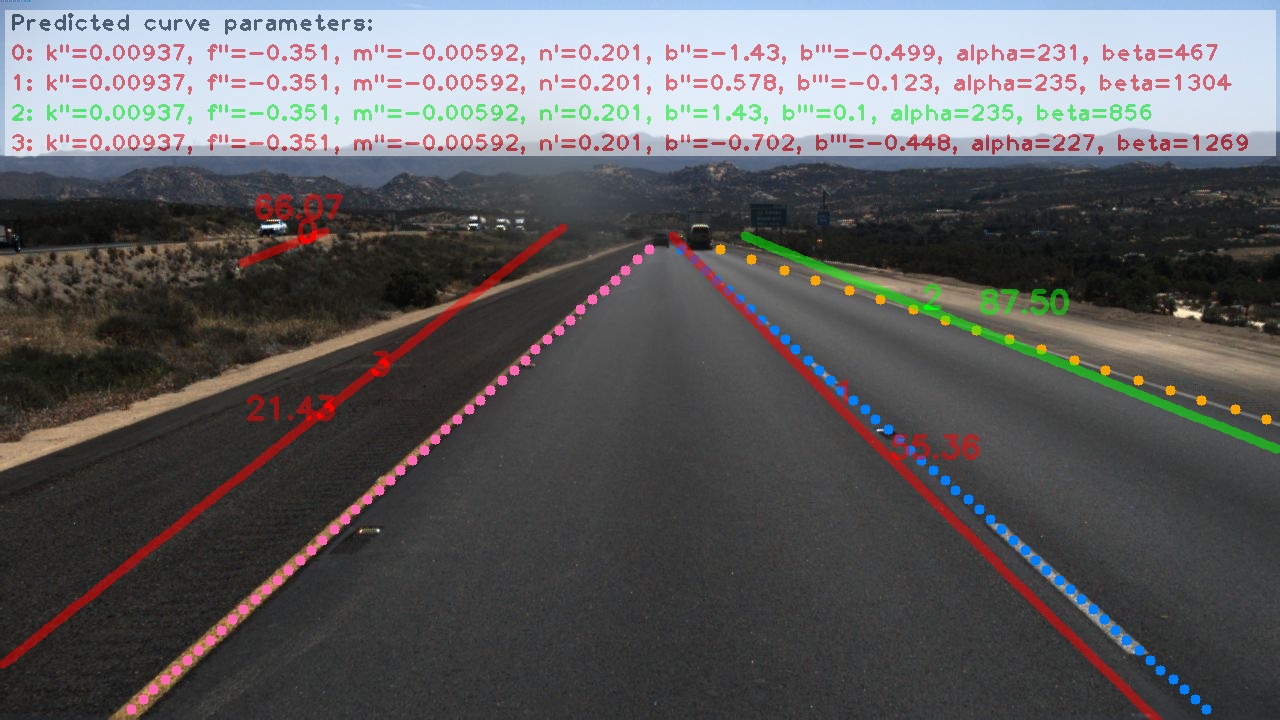 Predicted curve parameters:
0: k''=0.00937, f''=-0.351, m''=-0.00592, n'=0.201, b''=-1.43, b'''=-0.499, alpha=231, beta=467
1: k''=0.00937, f''=-0.351, m''=-0.00592, n'=0.201, b''=0.578, b'''=-0.123, alpha=235, beta=1304
2: k''=0.00937, f''=-0.351, m''=-0.00592, n'=0.201, b''=1.43, b'''=0.1, alpha=235, beta=856
3: k''=0.00937, f''=-0.351, m''=-0.00592, n'=0.201, b''=-0.702, b'''=-0.448, alpha=227, beta=1269
66.07
0
2 87.50
3
1
21.43
55.36